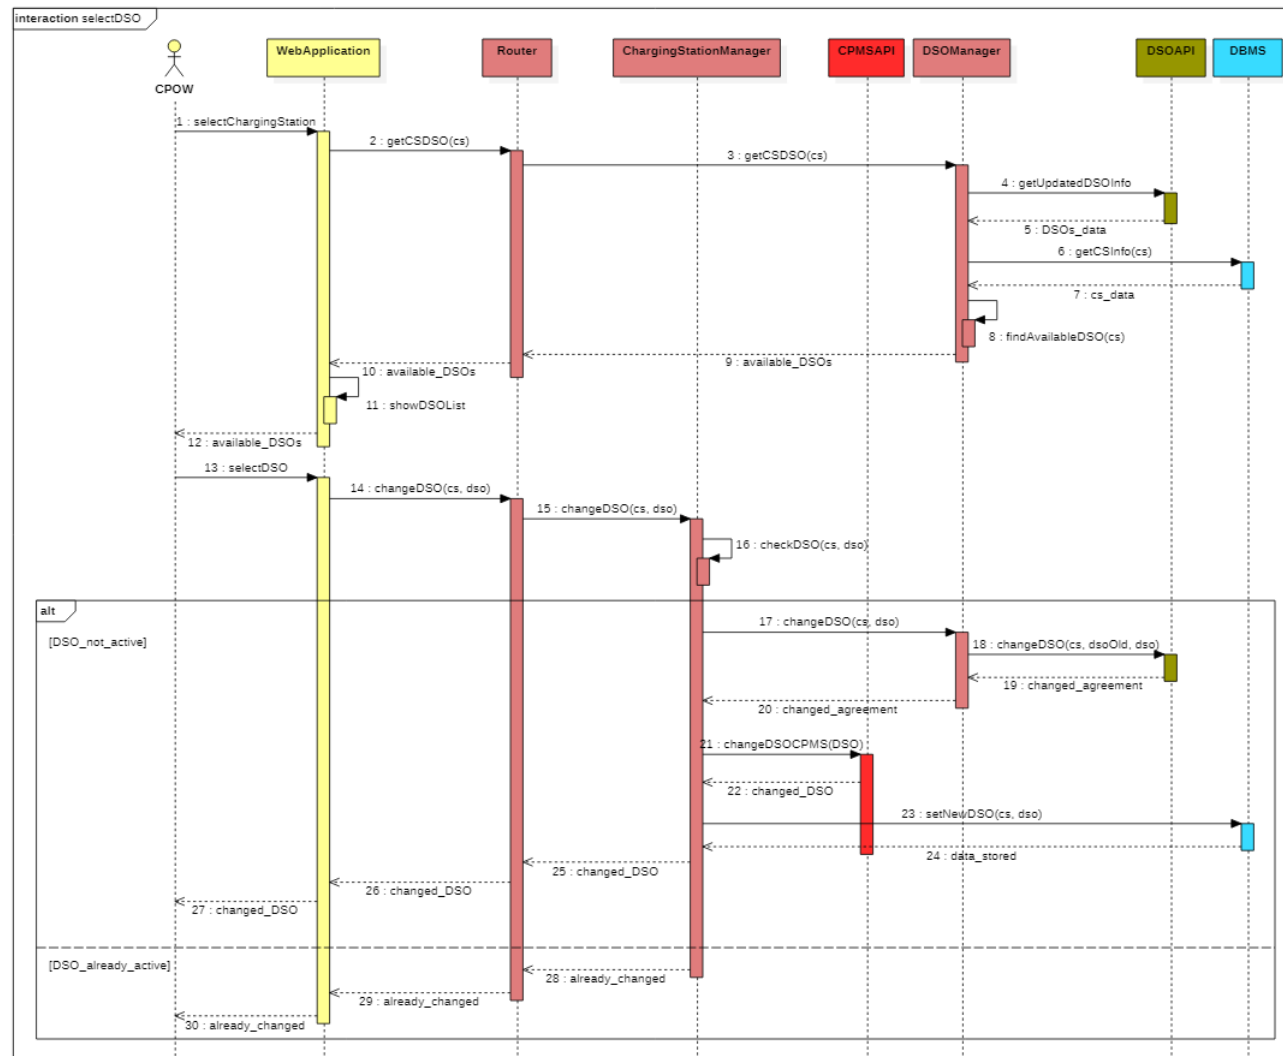 interaction selectDSO
CPOW
WebApplication
Router
ChargingStationManager
CPMSAPI
DSOManager
DSOAPI
DBMS
1 : selectChargingStation
2 : getCSDSO(cs)
3 : getCSDSO(cs)
4 : getUpdatedDSOInfo
5 : DSOs_data
6 : getCSInfo(cs)
7 : cs_data
8 : findAvailableDSO(cs)
9 : available_DSOs
10 : available_DSOs
11 : showDSOList
12 : available_DSOs
13 : selectDSO
14 : changeDSO(cs, dso)
15 : changeDSO(cs, dso)
16 : checkDSO(cs, dso)
alt
[DSO_not_active]
17 : changeDSO(cs, dso)
18 : changeDSO(cs, dsoOld, dso)
19 : changed_agreement
20 : changed_agreement
21 : changeDSOCPMS(DSO)
22 : changed_DSO
23 : setNewDSO(cs, dso)
24 : data_stored
25 : changed_DSO
26 : changed_DSO
27 : changed_DSO
[DSO_already_active]
28 : already_changed
29 : already_changed
30 : already_changed